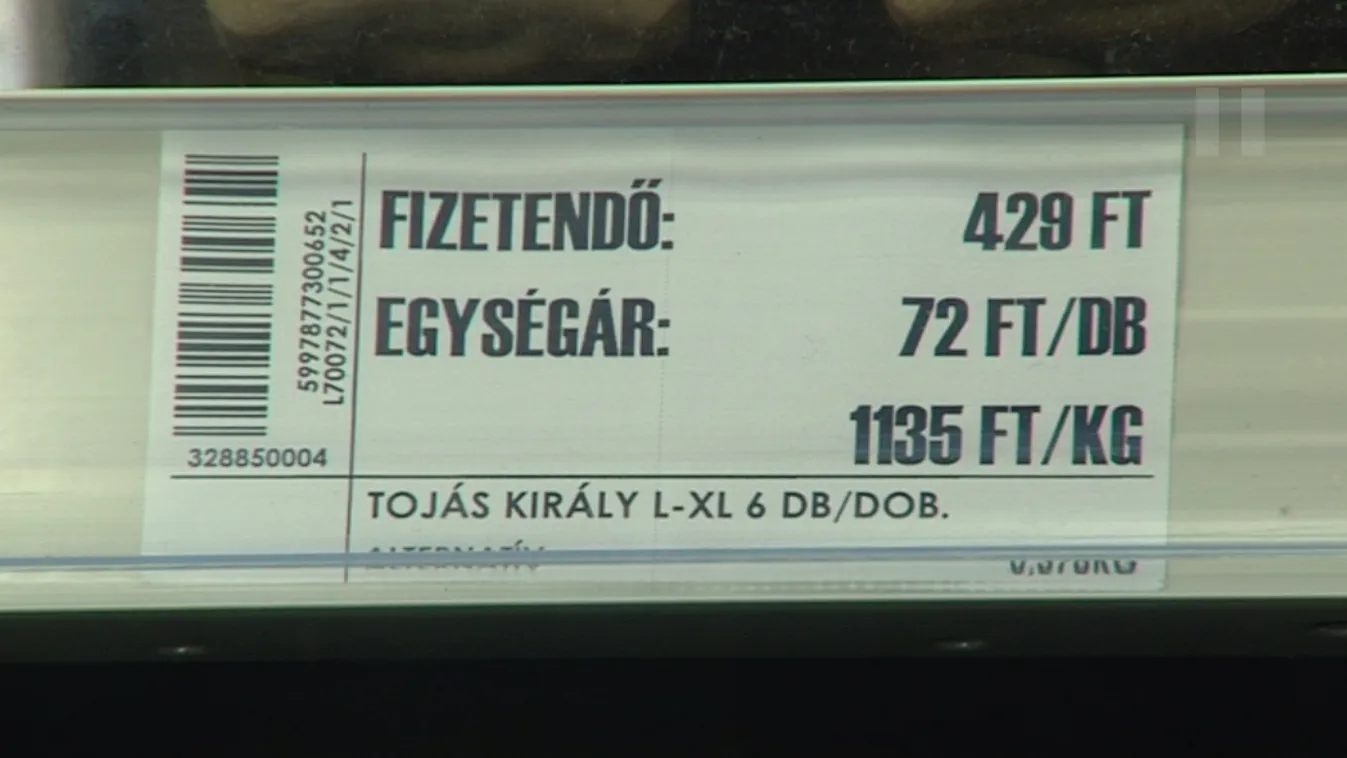 5997877300652
L70072/1/1/4/2/1
328850004
FIZETENDŐ: 429 FT
EGYSÉGÁR: 72 FT/DB
1135 FT/KG
TOJÁS KIRÁLY L-XL 6 DB/DOB.
ALTERNATÍV